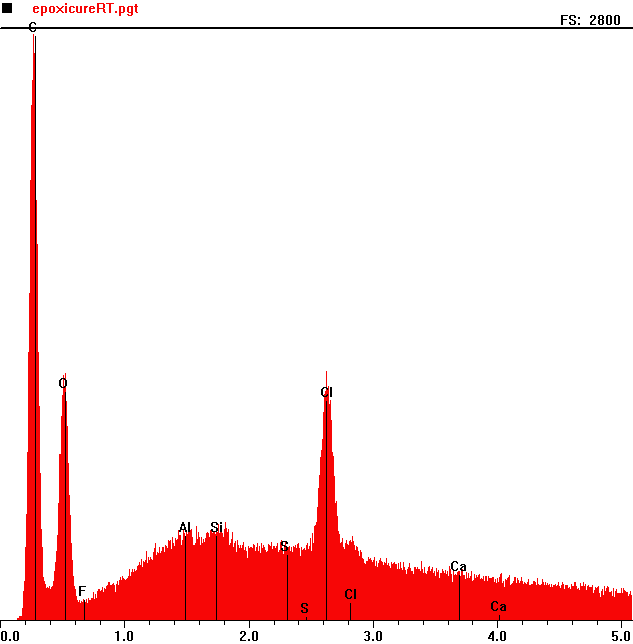 epoxicureRT.pgt
FS: 2800
C
O
Cl
Al Si
S
Ca
F
Cl
S
Ca
0.0 1.0 2.0 3.0 4.0 5.0